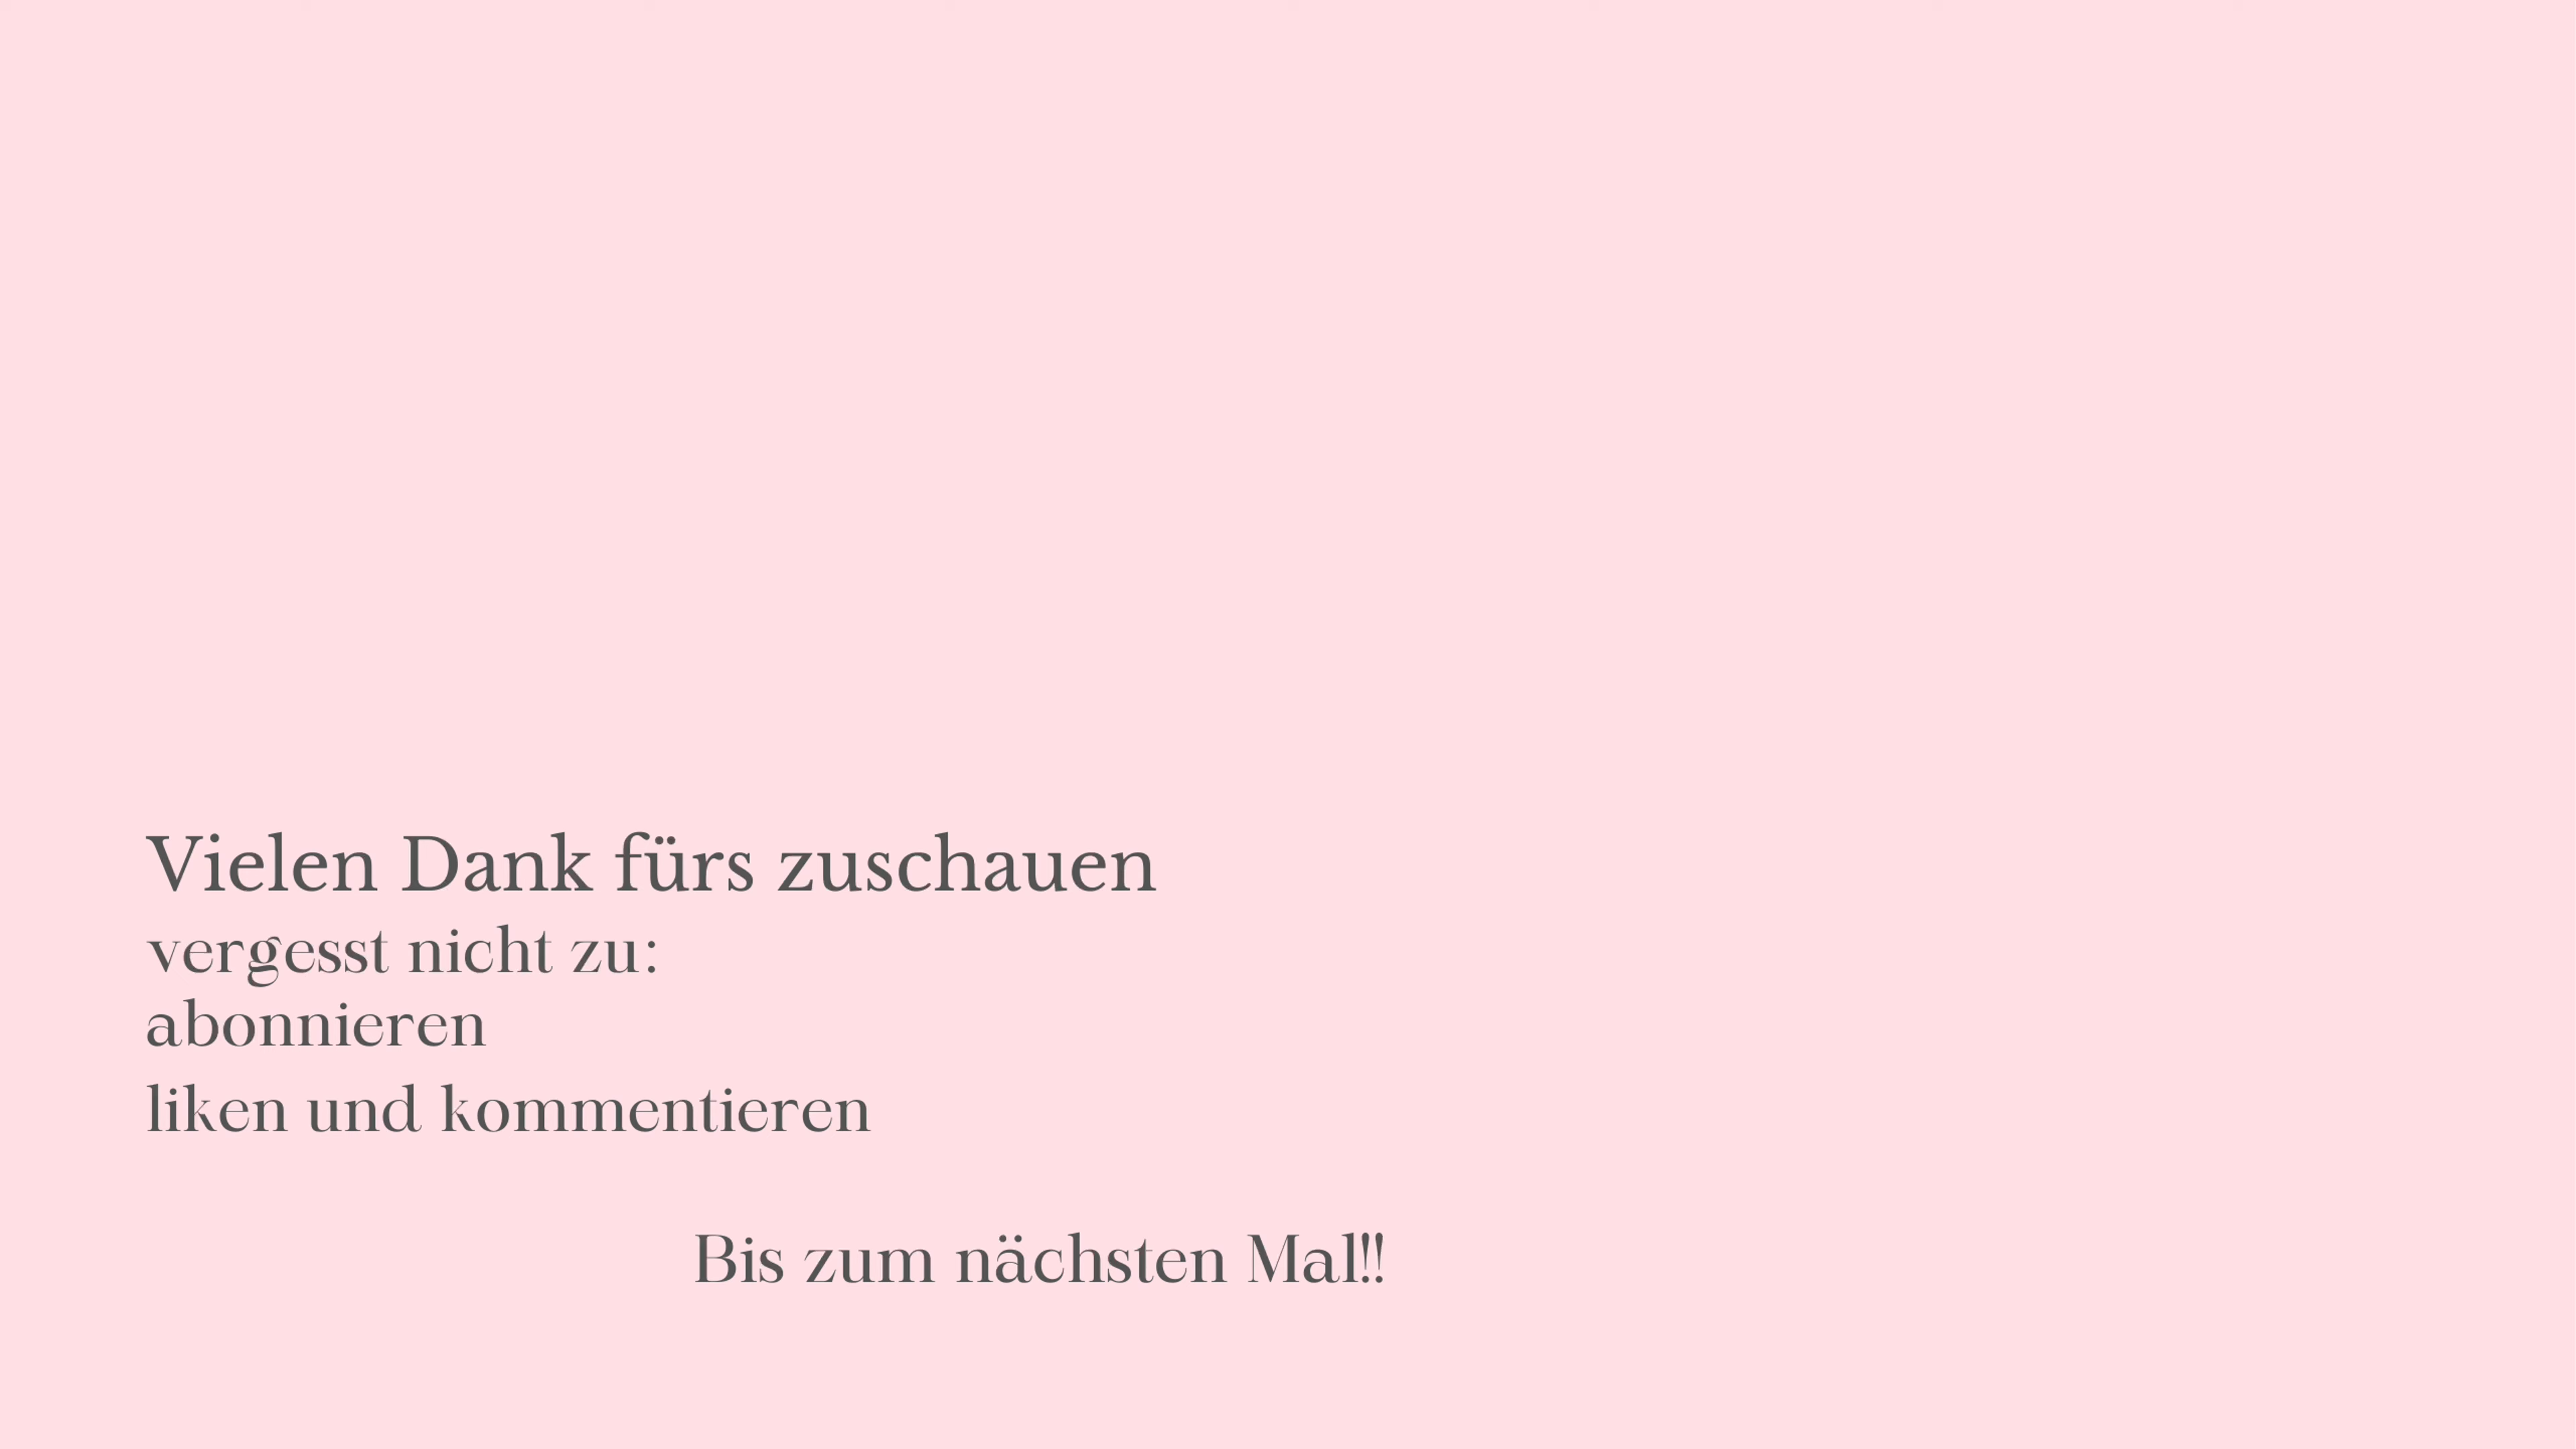 Vielen Dank fürs zuschauen
vergesst nicht zu:
abonnieren
liken und kommentieren
Bis zum nächsten Mal!!